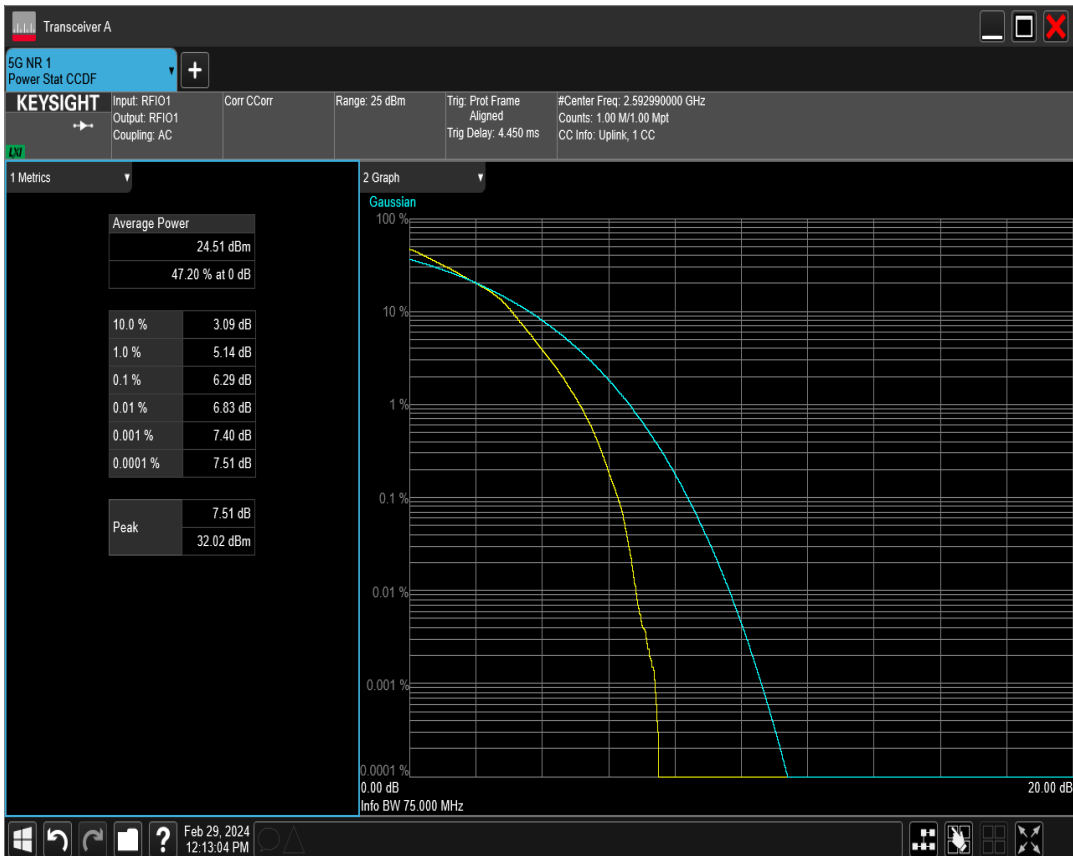 Transceiver A
5G NR 1
Power Stat CCDF
+
KEYSIGHT
LXI
Input: RFIO1
Output: RFIO1
Coupling: AC
Corr CCorr
Range: 25 dBm
Trig: Prot Frame
Aligned
Trig Delay: 4.450 ms
#Center Freq: 2.592990000 GHz
Counts: 1.00 M/1.00 Mpt
CC Info: Uplink, 1 CC
1 Metrics
Average Power
24.51 dBm
47.20 % at 0 dB
10.0 % 3.09 dB
1.0 % 5.14 dB
0.1 % 6.29 dB
0.01 % 6.83 dB
0.001 % 7.40 dB
0.0001 % 7.51 dB
Peak
7.51 dB
32.02 dBm
2 Graph
Gaussian
100 %
10 %
1 %
0.1 %
0.01 %
0.001 %
0.0001 %
0.00 dB 20.00 dB
Info BW 75.000 MHz
?
Feb 29, 2024
12:13:04 PM